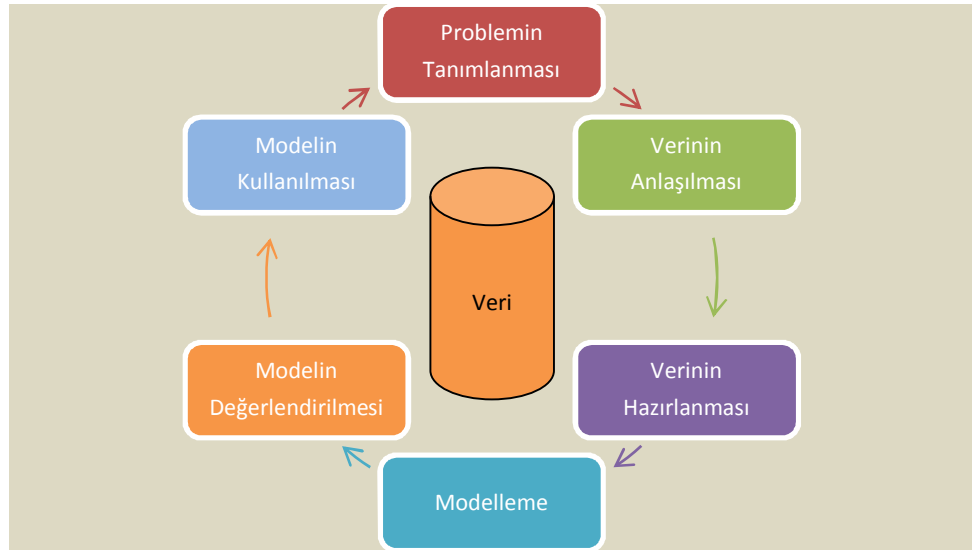 Problemin
Tanımlanması
Verinin
Anlaşılması
Verinin
Hazırlanması
Modelleme
Modelin
Değerlendirilmesi
Modelin
Kullanılması
Veri